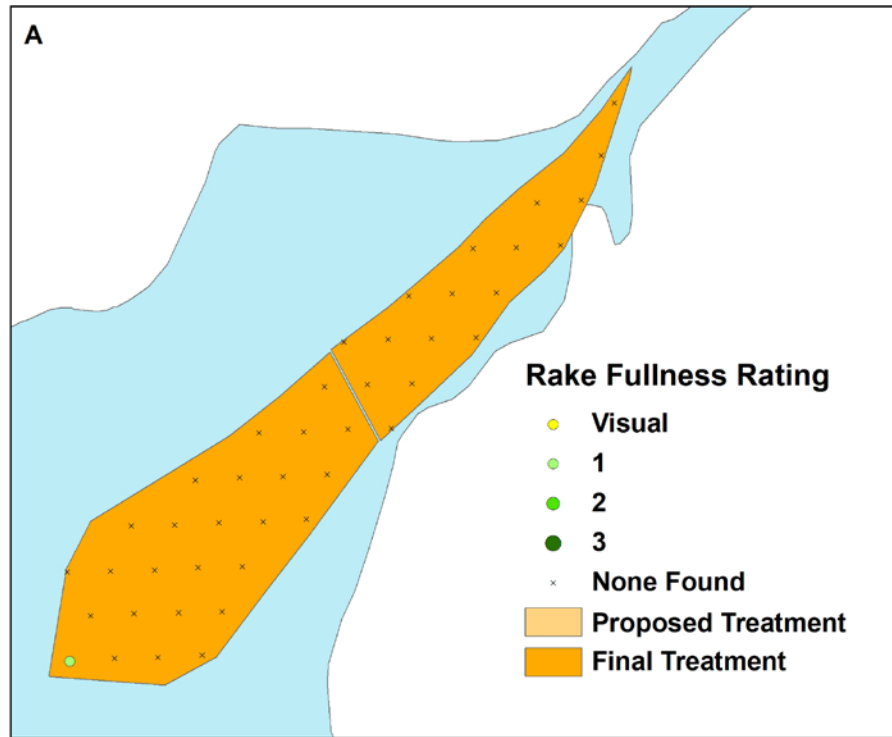 A
Rake Fullness Rating
Visual
1
2
3
None Found
Proposed Treatment
Final Treatment